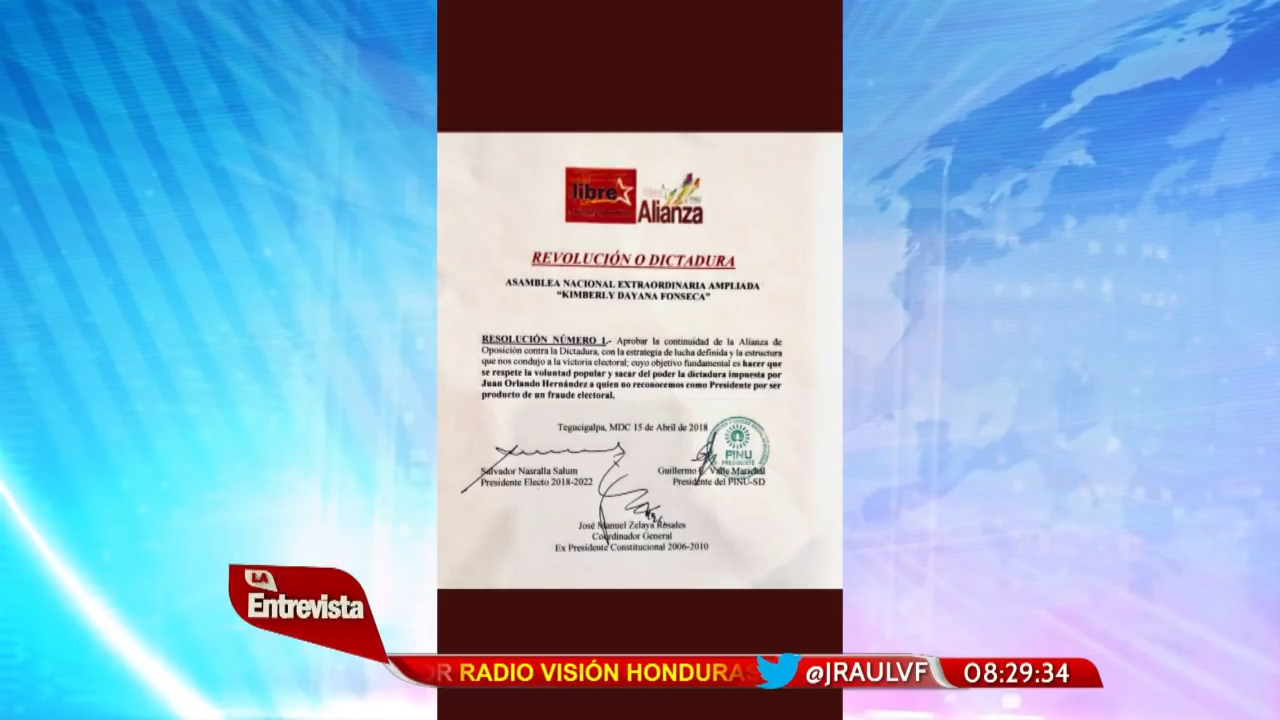 libre
Alianza
REVOLUCIÓN O DICTADURA
ASAMBLEA NACIONAL EXTRAORDINARIA AMPLIADA
"KIMBERLY DAYANA FONSECA"
RESOLUCIÓN NÚMERO 1.- Aprobar la continuidad de la Alianza de
Oposición contra la Dictadura, con la estrategia de lucha definida y la estructura
que nos condujo a la victoria electoral; cuyo objetivo fundamental es hacer que
se respete la voluntad popular y sacar del poder la dictadura impuesta por
Juan Orlando Hernández a quien no reconocemos como Presidente por ser
producto de un fraude electoral.
Tegucigalpa, MDC 15 de Abril de 2018
PINU
PRESIDENTE
Salvador Nasralla Salum
Presidente Electo 2018-2022
Guillermo Valle Marichal
Presidente del PINU-SD
José Manuel Zelaya Rosales
Coordinador General
Ex Presidente Constitucional 2006-2010
LA
Entrevista
OR RADIO VISIÓN HONDURAS
@JRAULVF
08:29:34